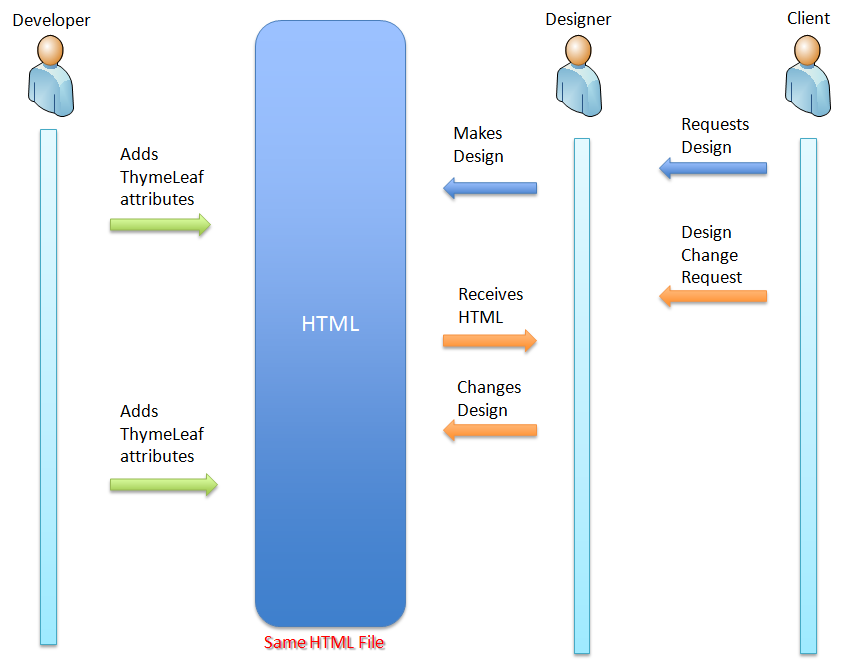 Developer
Designer
Client
Requests
Design
Makes
Design
Adds
ThymeLeaf
attributes
Design
Change
Request
Receives
HTML
HTML
Changes
Design
Adds
ThymeLeaf
attributes
Same HTML File